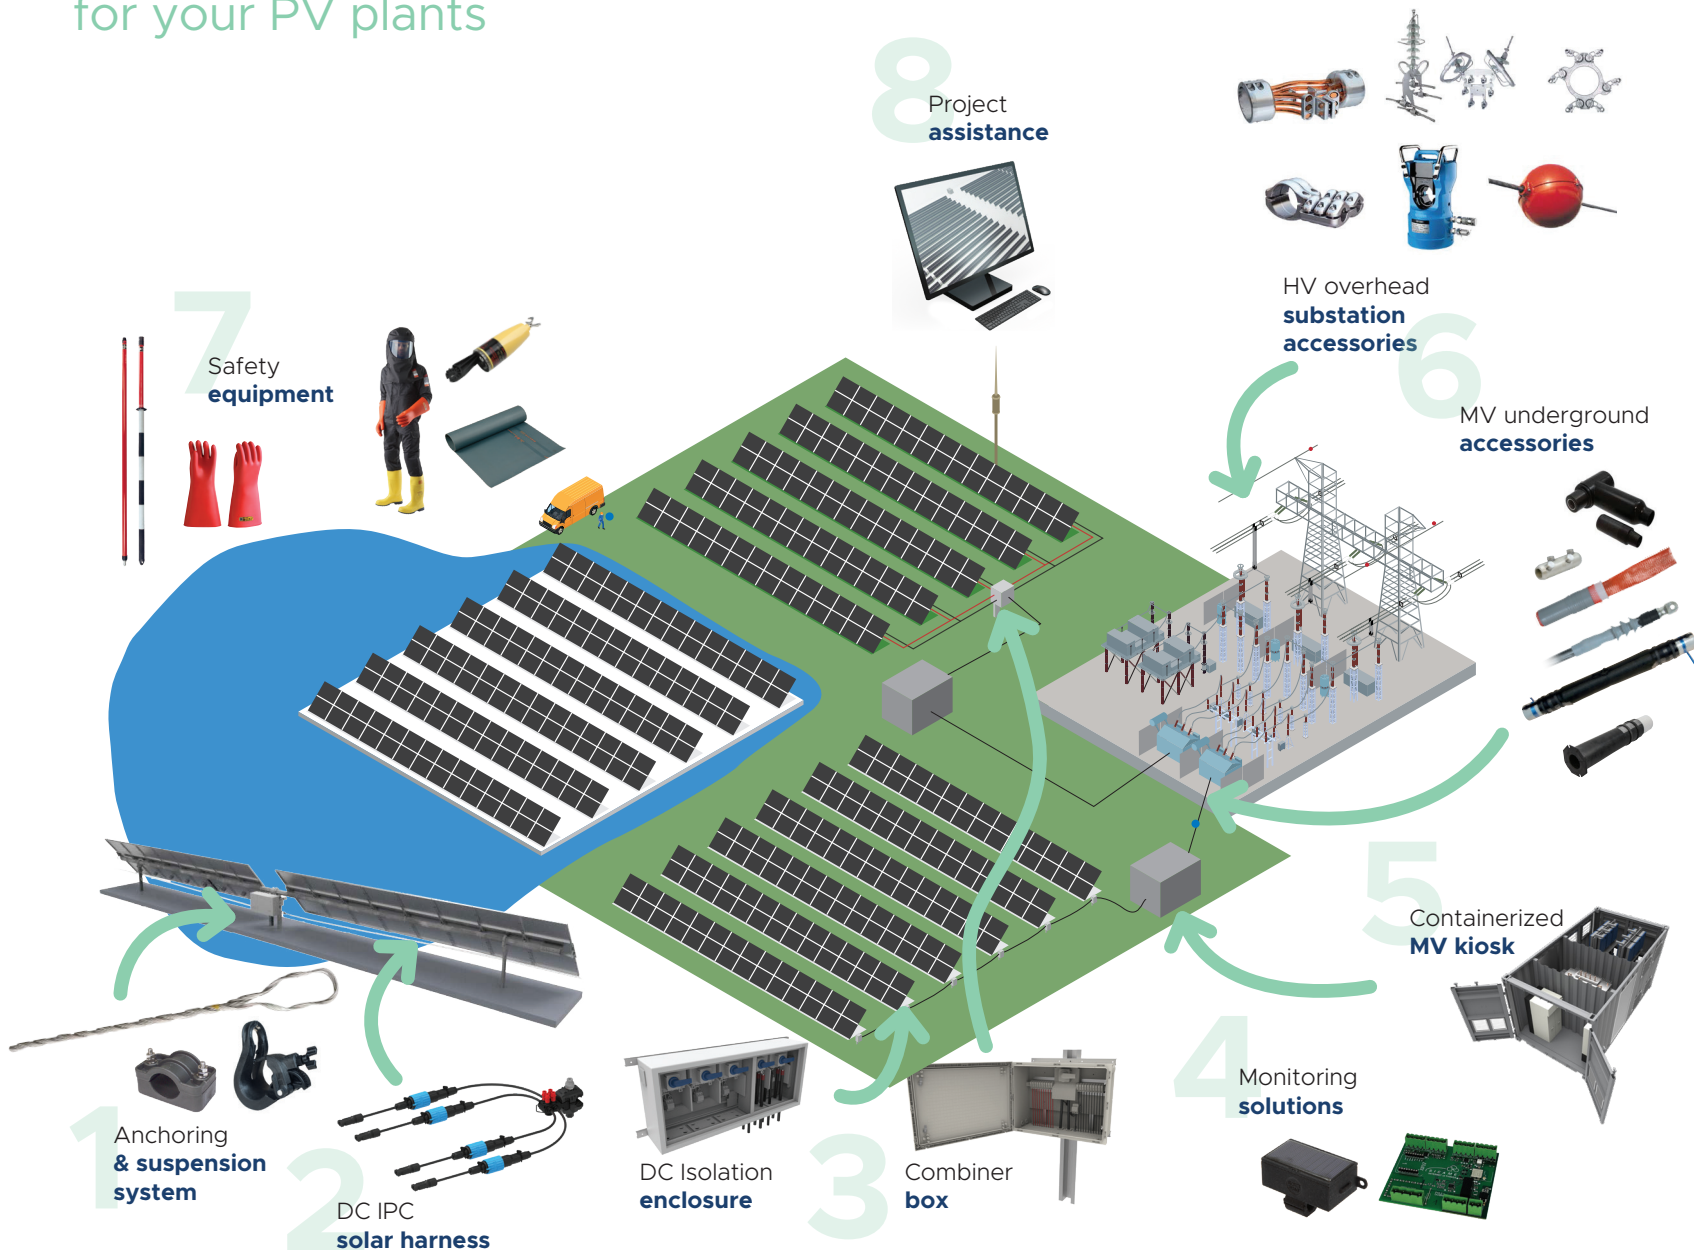 for your PV plants
8
Project
assistance
HV overhead
substation
accessories
6
MV underground
accessories
7
Safety
equipment
5
Containerized
MV kiosk
4
Monitoring
solutions
1
Anchoring
& suspension
system
2
DC IPC
solar harness
DC Isolation
enclosure
3
Combiner
box